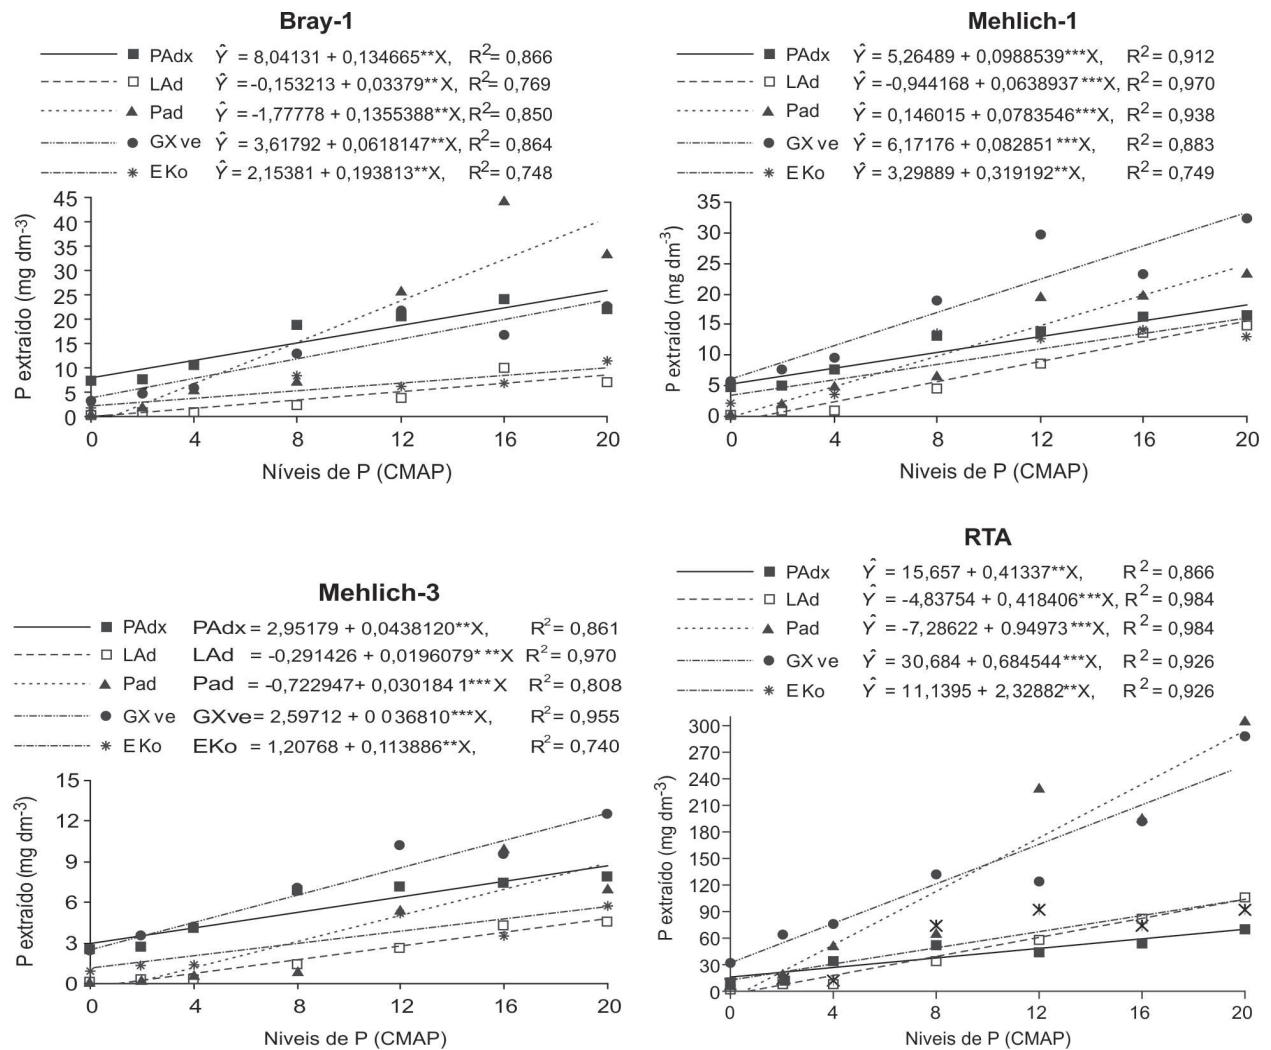 Bray-1
PAdx Ŷ = 8,04131 + 0,134665**X, R² = 0,866
LAd Ŷ = -0,153213 + 0,03379**X, R² = 0,769
Pad Ŷ = -1,77778 + 0,1355388**X, R² = 0,850
GXve Ŷ = 3,61792 + 0,0618147**X, R² = 0,864
EKo Ŷ = 2,15381 + 0,193813**X, R² = 0,748
P extraído (mg dm-3)
45
40
35
30
25
20
15
10
5
0
0 4 8 12 16 20
Níveis de P (CMAP)
Mehlich-1
PAdx Ŷ = 5,26489 + 0,0988539***X, R² = 0,912
LAd Ŷ = -0,944168 + 0,0638937***X, R² = 0,970
Pad Ŷ = 0,146015 + 0,0783546***X, R² = 0,938
GXve Ŷ = 6,17176 + 0,082851***X, R² = 0,883
EKo Ŷ = 3,29889 + 0,319192**X, R² = 0,749
P extraído (mg dm-3)
35
30
25
20
15
10
5
0
0 4 8 12 16 20
Niveis de P (CMAP)
Mehlich-3
PAdx PAdx = 2,95179 + 0,0438120**X, R² = 0,861
LAd LAd = -0,291426 + 0,0196079***X R² = 0,970
Pad Pad = -0,722947 + 0,0301841***X R² = 0,808
GXve GXve = 2,59712 + 0 036810***X, R² = 0,955
EKo EKo = 1,20768 + 0,113886**X, R² = 0,740
P extraído (mg dm-3)
15
12
9
6
3
0
0 4 8 12 16 20
Niveis de P (CMAP)
RTA
PAdx Ŷ = 15,657 + 0,41337**X, R² = 0,866
LAd Ŷ = -4,83754 + 0,418406***X, R² = 0,984
Pad Ŷ = -7,28622 + 0.94973***X, R² = 0,984
GXve Ŷ = 30,684 + 0,684544***X, R² = 0,926
EKo Ŷ = 11,1395 + 2,32882**X, R² = 0,926
P extraído (mg dm-3)
300
270
240
210
180
150
120
90
60
30
0
0 4 8 12 16 20
Niveis de P (CMAP)